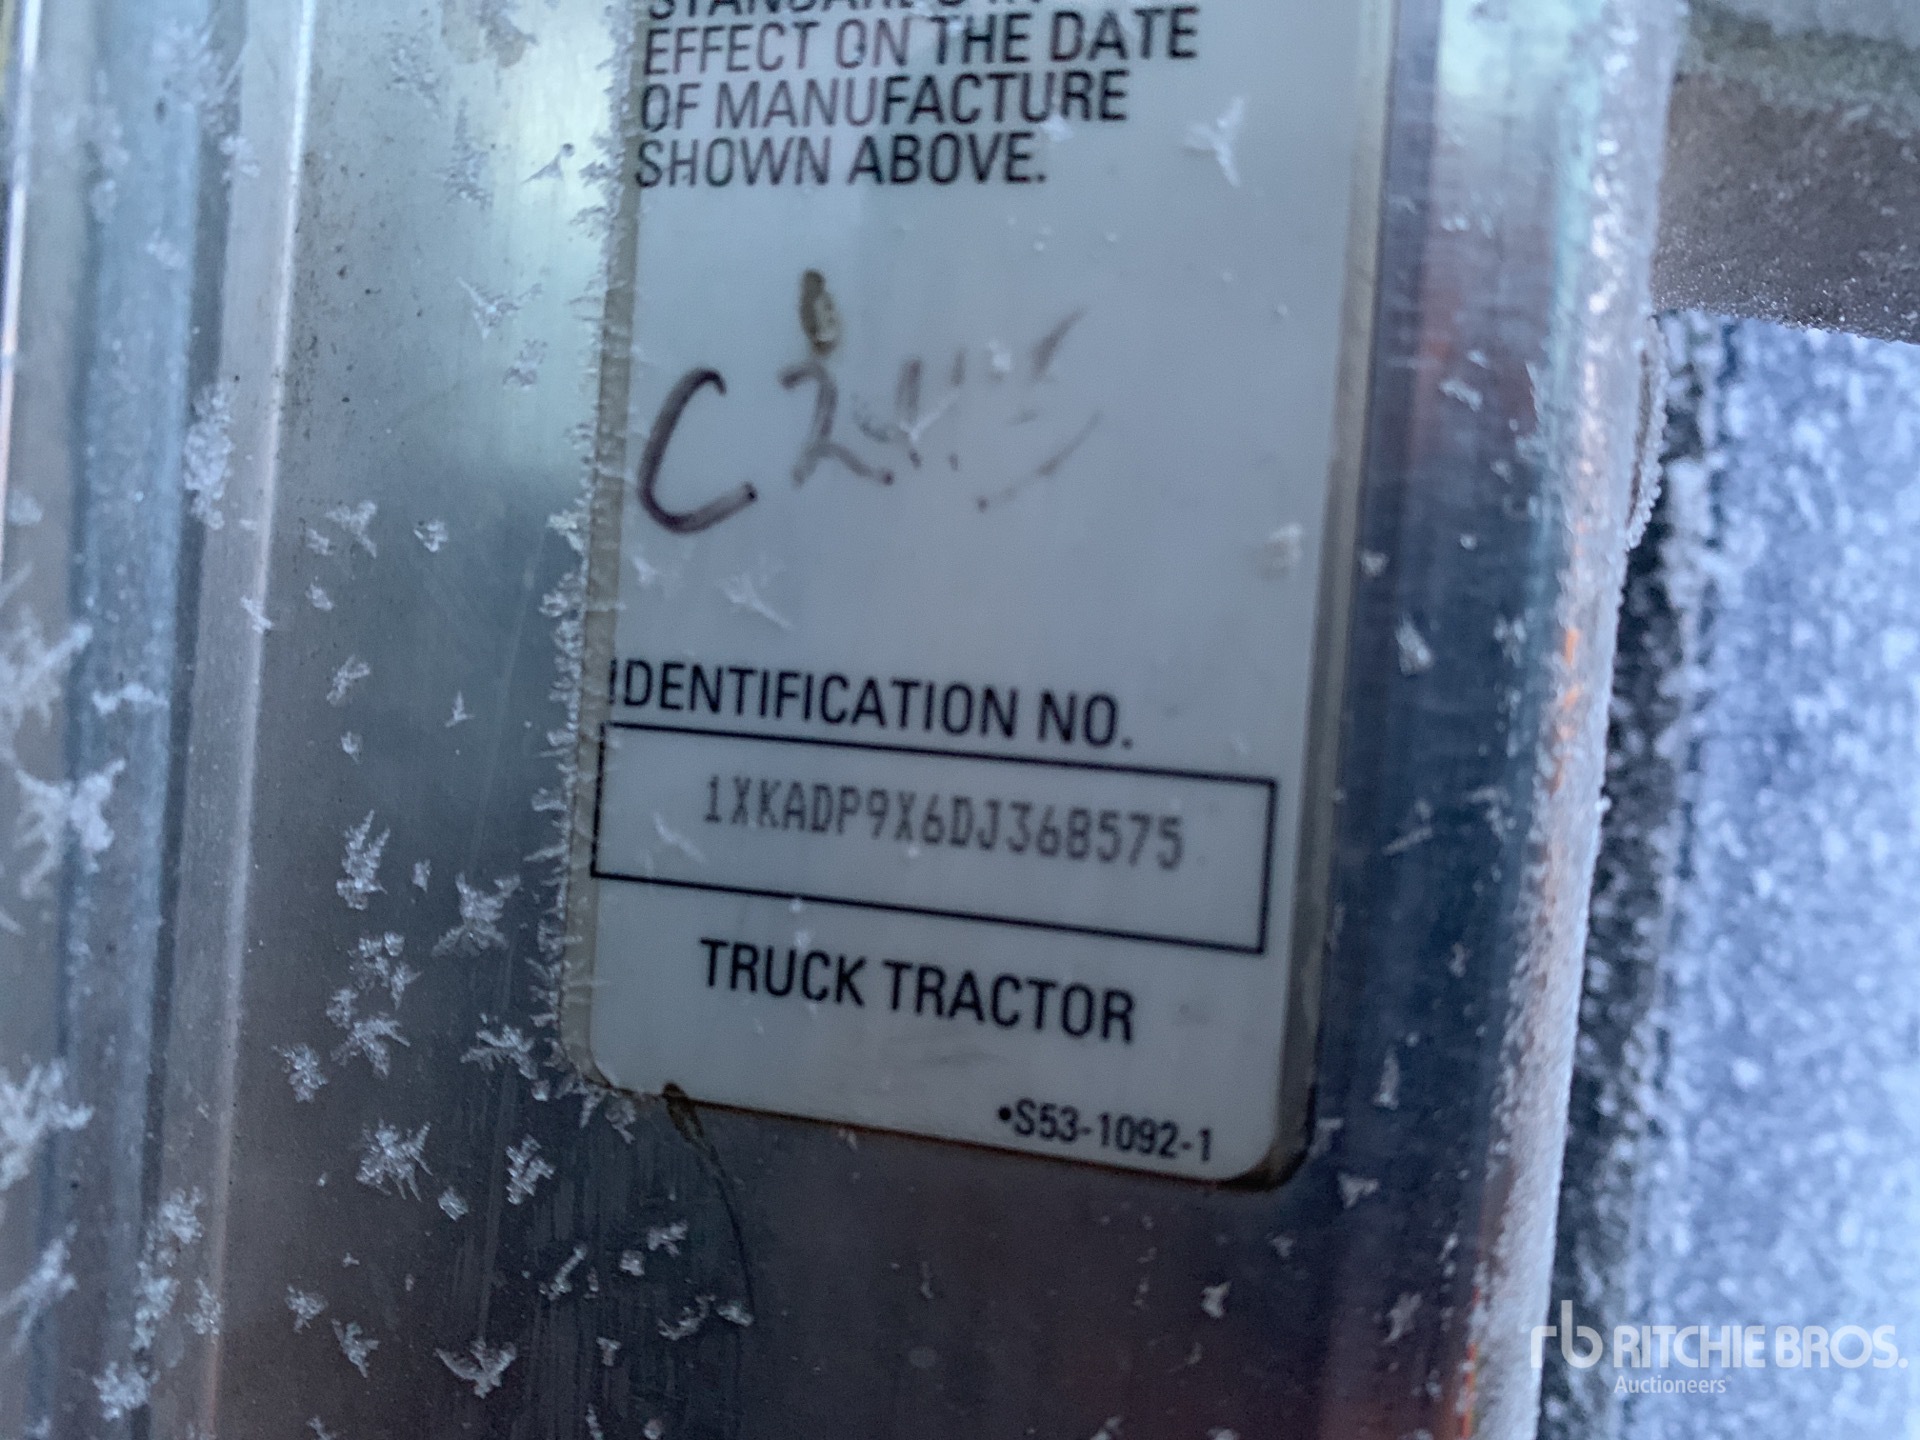 EFFECT ON THE DATE
OF MANUFACTURE
SHOWN ABOVE.
IDENTIFICATION NO.
1XKADP9X6DJ368575
TRUCK TRACTOR
•S53-1092-1
rb RITCHIE BROS.
Auctioneers